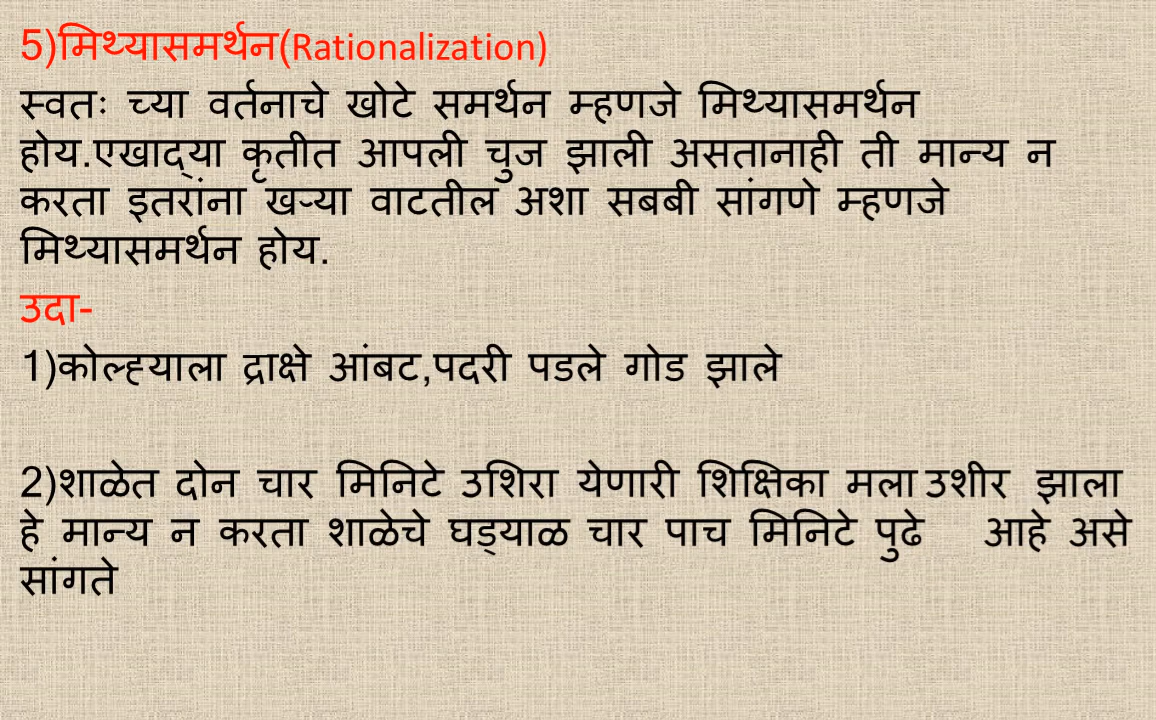 5)मिथ्यासमर्थन(Rationalization)
स्वतः च्या वर्तनाचे खोटे समर्थन म्हणजे मिथ्यासमर्थन
होय.एखाद्‌या कृतीत आपली चुज झाली असतानाही ती मान्य न
करता इतरांना खऱ्या वाटतील अशा सबबी सांगणे म्हणजे
मिथ्यासमर्थन होय.
उदा-
1)कोल्ह्याला द्राक्षे आंबट,पदरी पडले गोड झाले
2)शाळेत दोन चार मिनिटे उशिरा येणारी शिक्षिका मला उशीर झाला
हे मान्य न करता शाळेचे घड्याळ चार पाच मिनिटे पुढे आहे असे
सांगते